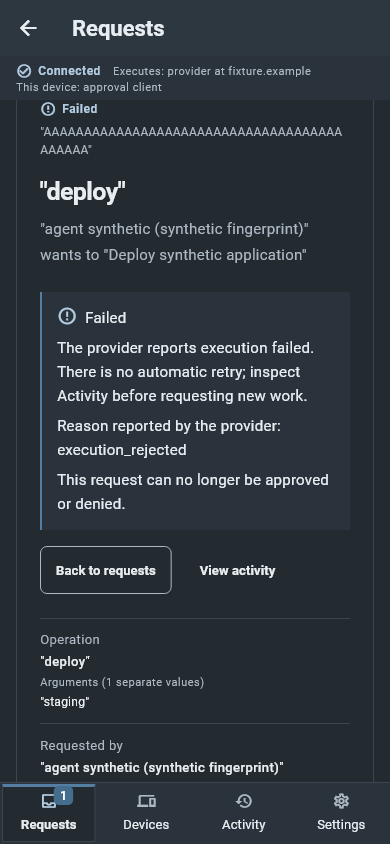 Requests
Connected Executes: provider at fixture.example
This device: approval client
Failed
"AAAAAAAAAAAAAAAAAAAAAAAAAAAAAAAAAAAAA
AAAAAA"
"deploy"
"agent synthetic (synthetic fingerprint)"
wants to "Deploy synthetic application"
Failed
The provider reports execution failed.
There is no automatic retry; inspect
Activity before requesting new work.
Reason reported by the provider:
execution_rejected
This request can no longer be approved
or denied.
Back to requests View activity
Operation
"deploy"
Arguments (1 separate values)
"staging"
Requested by
"agent synthetic (synthetic fingerprint)"
1
Requests Devices Activity Settings